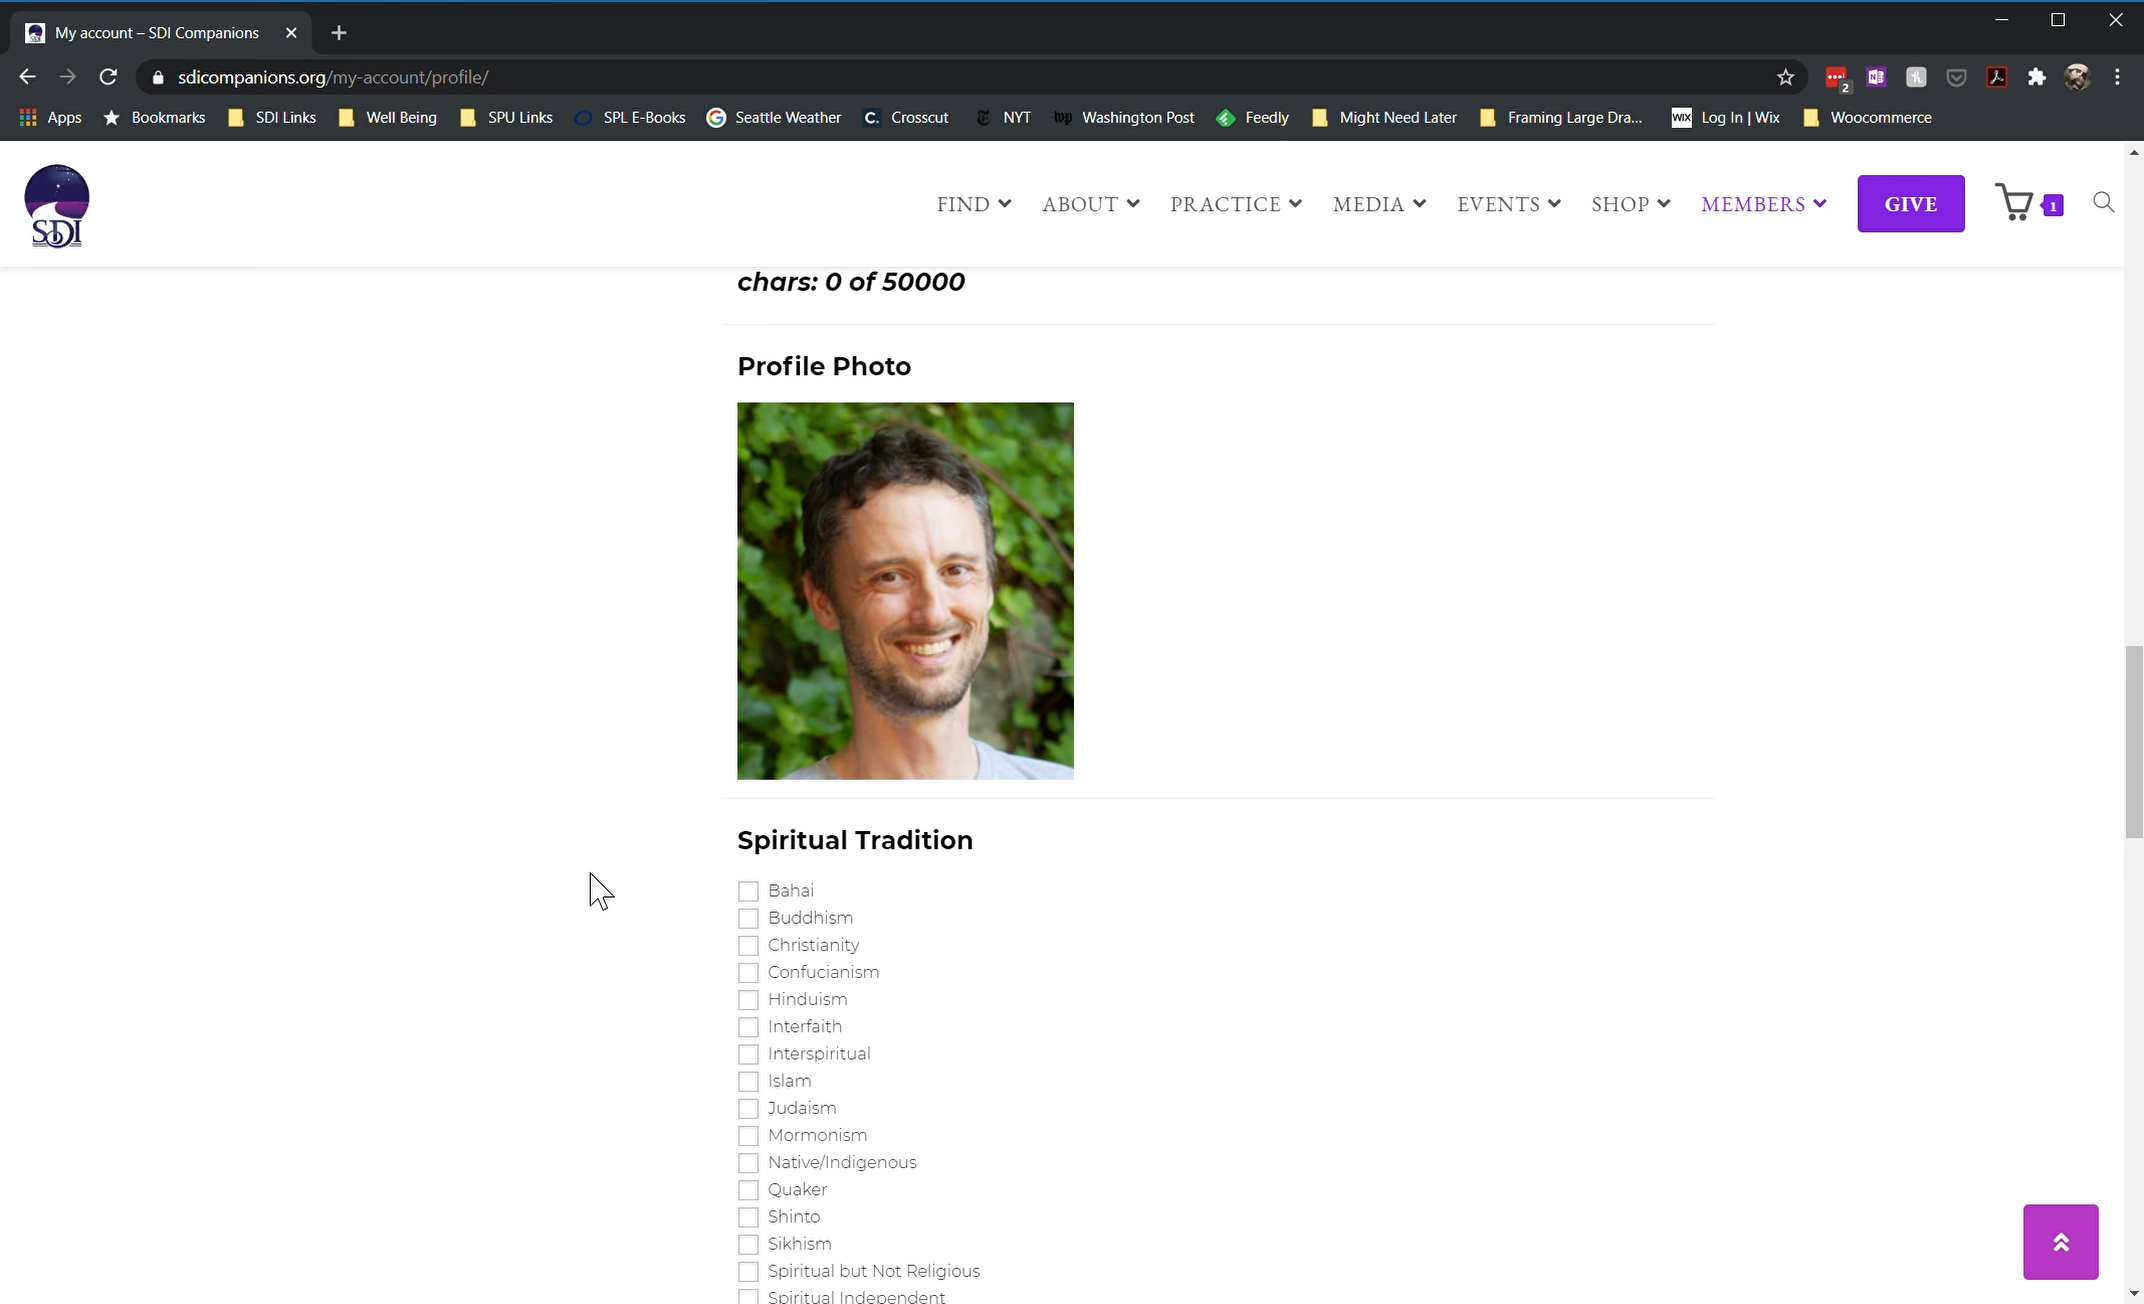 My account – SDI Companions
sdicompanions.org/my-account/profile/
2
Apps
Bookmarks
SDI Links
Well Being
SPU Links
SPL E-Books
Seattle Weather
C. Crosscut
NYT
wp Washington Post
Feedly
Might Need Later
Framing Large Dra...
WIX Log In | Wix
Woocommerce
SDI
FIND
ABOUT
PRACTICE
MEDIA
EVENTS
SHOP
MEMBERS
GIVE
1
chars: 0 of 50000
Profile Photo
Spiritual Tradition
Bahai
Buddhism
Christianity
Confucianism
Hinduism
Interfaith
Interspiritual
Islam
Judaism
Mormonism
Native/Indigenous
Quaker
Shinto
Sikhism
Spiritual but Not Religious
Spiritual Independent